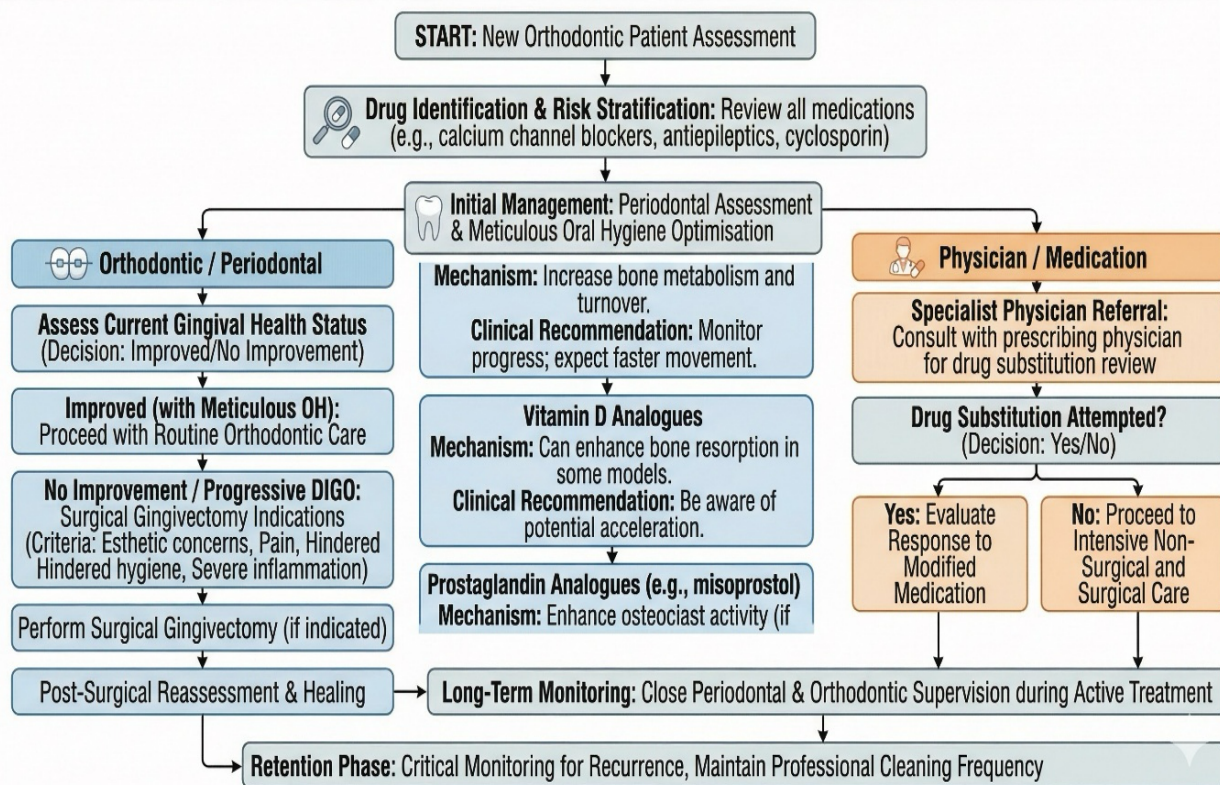 START: New Orthodontic Patient Assessment
Drug Identification & Risk Stratification: Review all medications
(e.g., calcium channel blockers, antiepileptics, cyclosporin)
Initial Management: Periodontal Assessment
& Meticulous Oral Hygiene Optimisation
Orthodontic / Periodontal
Assess Current Gingival Health Status
(Decision: Improved/No Improvement)
Improved (with Meticulous OH):
Proceed with Routine Orthodontic Care
No Improvement / Progressive DIGO:
Surgical Gingivectomy Indications
(Criteria: Esthetic concerns, Pain, Hindered
Hindered hygiene, Severe inflammation)
Perform Surgical Gingivectomy (if indicated)
Post-Surgical Reassessment & Healing
Mechanism: Increase bone metabolism and
turnover.
Clinical Recommendation: Monitor
progress; expect faster movement.
Vitamin D Analogues
Mechanism: Can enhance bone resorption in
some models.
Clinical Recommendation: Be aware of
potential acceleration.
Prostaglandin Analogues (e.g., misoprostol)
Mechanism: Enhance osteoclast activity (if
Physician / Medication
Specialist Physician Referral:
Consult with prescribing physician
for drug substitution review
Drug Substitution Attempted?
(Decision: Yes/No)
Yes: Evaluate
Response to
Modified
Medication
No: Proceed to
Intensive Non-
Surgical and
Surgical Care
Long-Term Monitoring: Close Periodontal & Orthodontic Supervision during Active Treatment
Retention Phase: Critical Monitoring for Recurrence, Maintain Professional Cleaning Frequency